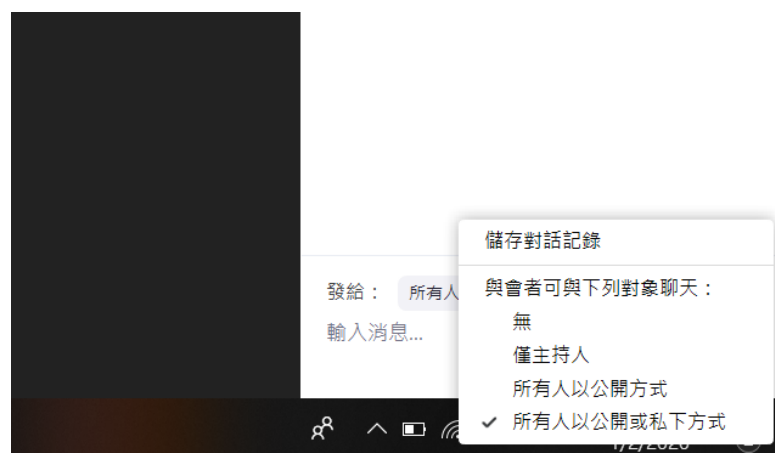 儲存對話記錄
與會者可與下列對象聊天：
發給： 所有人
無
輸入消息...
僅主持人
所有人以公開方式
✓ 所有人以公開或私下方式